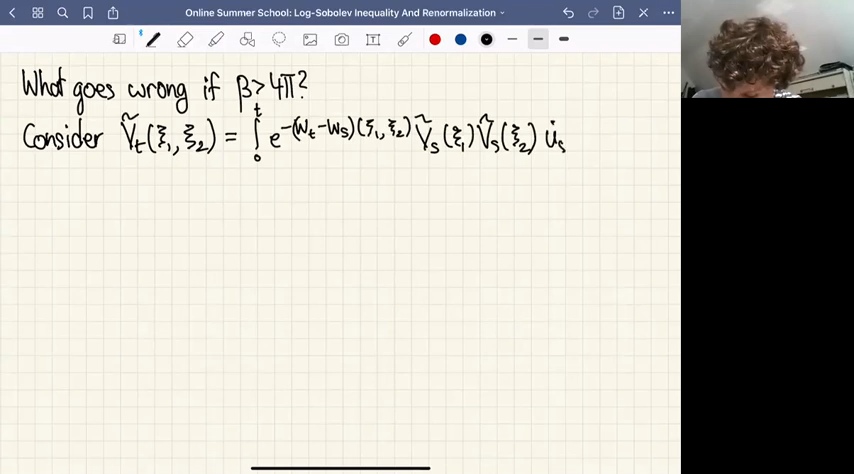 Online Summer School: Log-Sobolev Inequality And Renormalization
What goes wrong if β>4π?
Consider Ṽ_t(ξ_1, ξ_2) = ∫_0^t e^{-(W_t-W_s)(ξ_1, ξ_2)} Ṽ_s(ξ_1) Ṽ_s(ξ_2) u̇_s